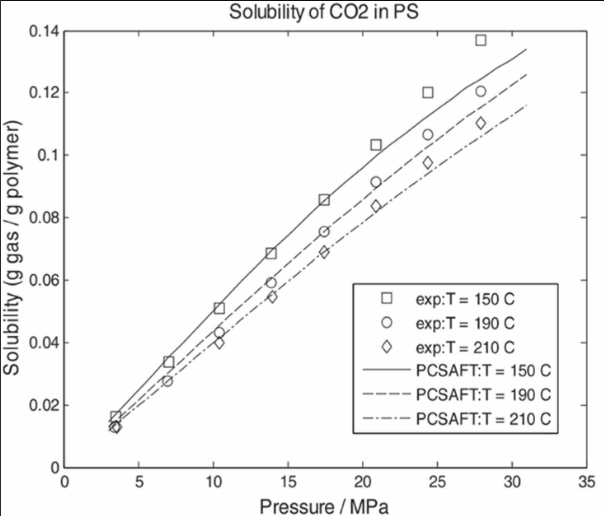 Solubility of CO2 in PS
0.14
0.12
0.1
0.08
0.06
0.04
0.02
0
Solubility (g gas / g polymer)
exp:T = 150 C
exp:T = 190 C
exp:T = 210 C
PCSAFT:T = 150 C
PCSAFT:T = 190 C
PCSAFT:T = 210 C
0 5 10 15 20 25 30 35
Pressure / MPa